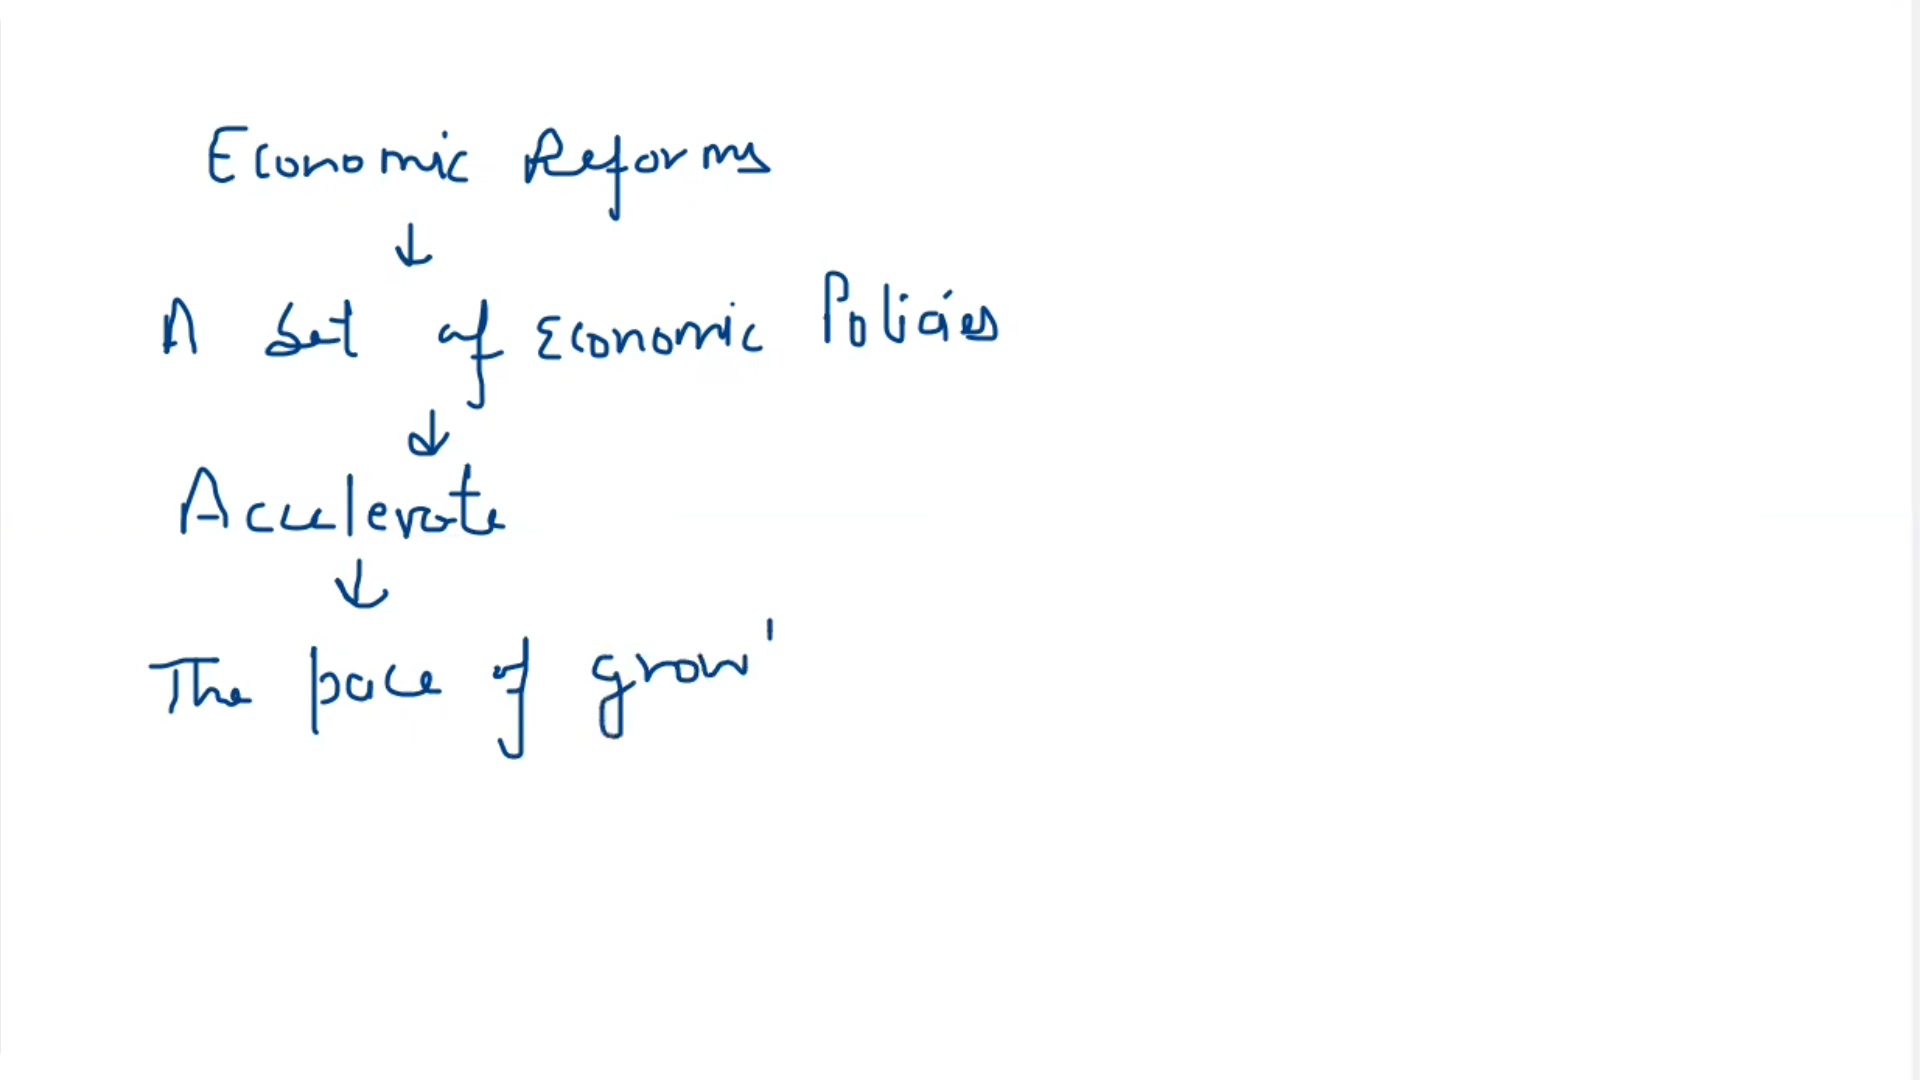 Economic Reforms
↓
A Set of Economic Policies
↓
Accelerate
↓
The pace of grow'